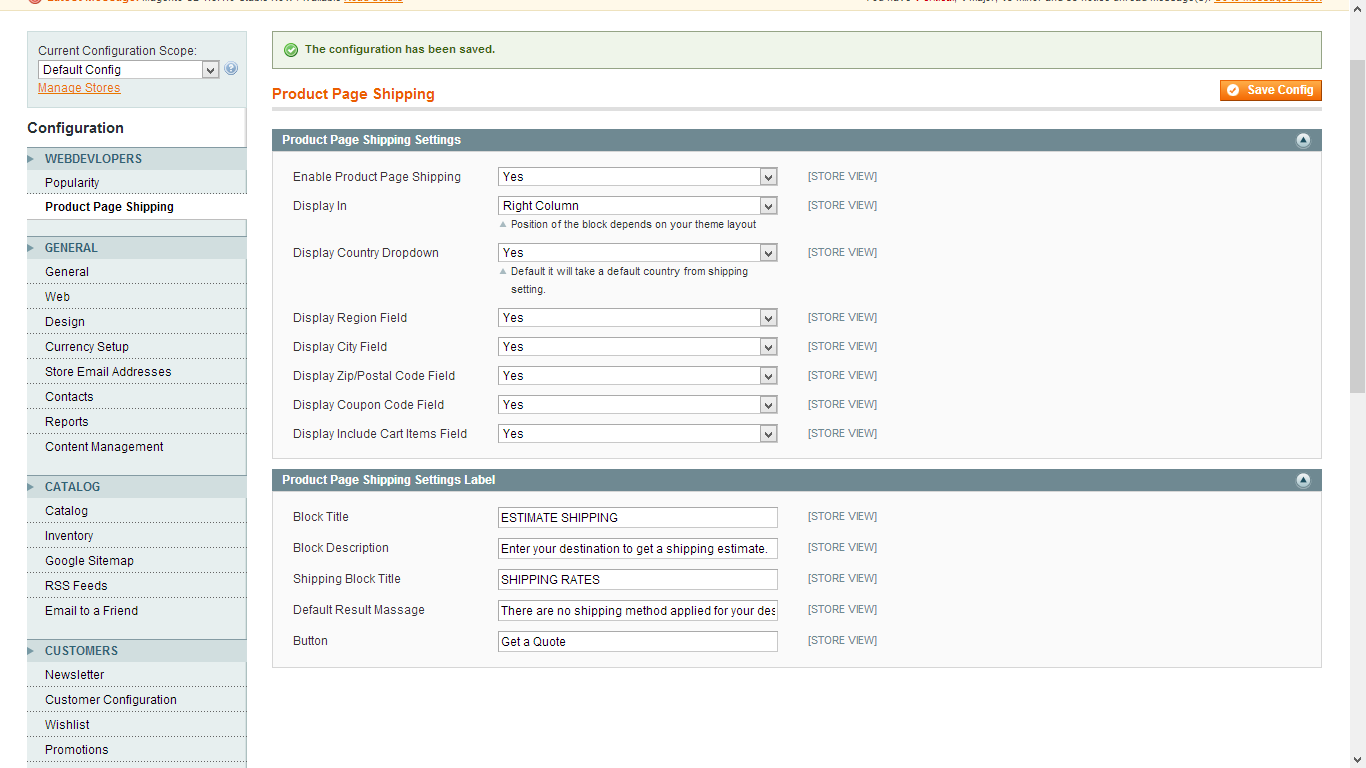 Current Configuration Scope:
Default Config
Manage Stores
Configuration
WEBDEVLOPERS
Popularity
Product Page Shipping
GENERAL
General
Web
Design
Currency Setup
Store Email Addresses
Contacts
Reports
Content Management
CATALOG
Catalog
Inventory
Google Sitemap
RSS Feeds
Email to a Friend
CUSTOMERS
Newsletter
Customer Configuration
Wishlist
Promotions
The configuration has been saved.
Product Page Shipping
Save Config
Product Page Shipping Settings
Enable Product Page Shipping Yes [STORE VIEW]
Display In Right Column [STORE VIEW]
Position of the block depends on your theme layout
Display Country Dropdown Yes [STORE VIEW]
Default it will take a default country from shipping
setting.
Display Region Field Yes [STORE VIEW]
Display City Field Yes [STORE VIEW]
Display Zip/Postal Code Field Yes [STORE VIEW]
Display Coupon Code Field Yes [STORE VIEW]
Display Include Cart Items Field Yes [STORE VIEW]
Product Page Shipping Settings Label
Block Title ESTIMATE SHIPPING [STORE VIEW]
Block Description Enter your destination to get a shipping estimate. [STORE VIEW]
Shipping Block Title SHIPPING RATES [STORE VIEW]
Default Result Massage There are no shipping method applied for your des [STORE VIEW]
Button Get a Quote [STORE VIEW]